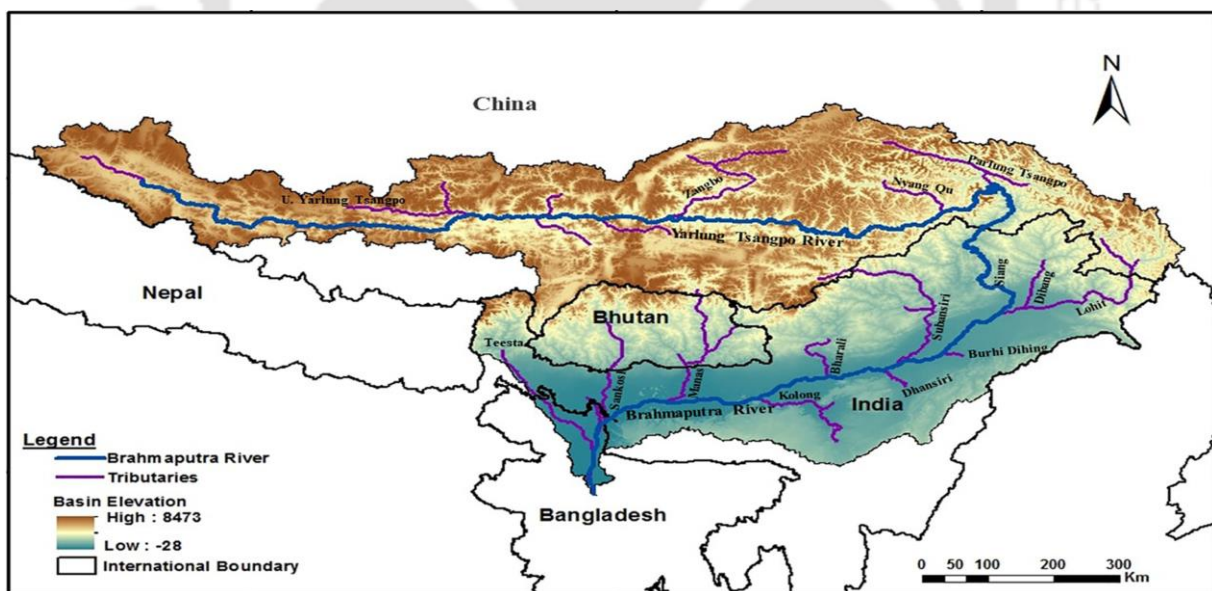 China
N
Parlung Tsangpo
Zangbo
Nyang Qu
U. Yarlung Tsangpo
Yarlung Tsangpo River
Siang
Dibang
Nepal
Lohit
Bhutan
Subansiri
Teesta
Bharali
Burhi Dihing
Sankosi
Manas
Dhansiri
Kolong
India
Brahmaputra River
Legend
Brahmaputra River
Tributaries
Basin Elevation
High : 8473
Low : -28
International Boundary
Bangladesh
0 50 100 200 300
Km